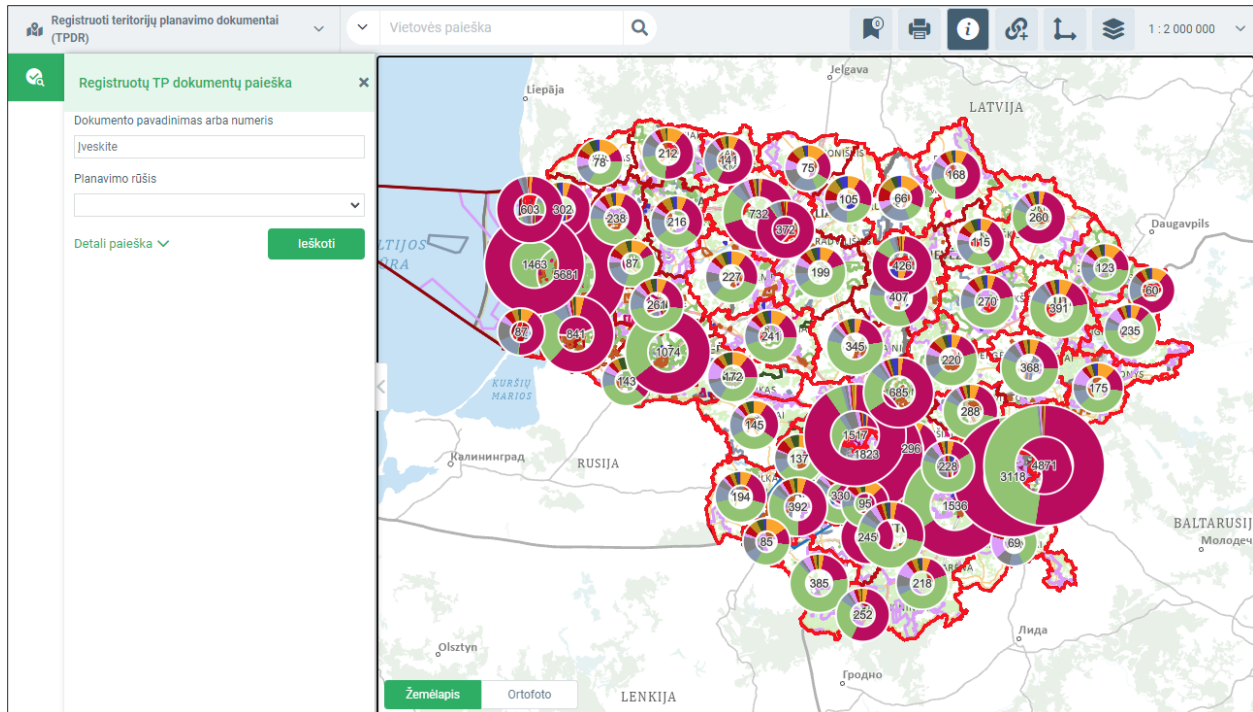 Registruoti teritorijų planavimo dokumentai
(TPDR)
Vietovės paieška
0
1 : 2 000 000
Registruotų TP dokumentų paieška
Dokumento pavadinimas arba numeris
Įveskite
Planavimo rūšis
Detali paieška
Ieškoti
Jelgava
Liepāja
LATVIJA
Daugavpils
KURŠIŲ
MARIOS
Калининград
RUSIJA
BALTARUSIJ
Молодеч
Olsztyn
Лида
Гродно
LENKIJA
78
212
141
75
168
105
66
603
302
238
216
732
372
260
115
1463
5681
87
227
199
426
123
60
407
270
391
261
235
87
841
1074
241
345
220
368
143
172
685
175
145
288
1517
1823
296
137
228
3118
4871
194
392
330
95
1536
85
245
69
385
218
252
Žemėlapis
Ortofoto